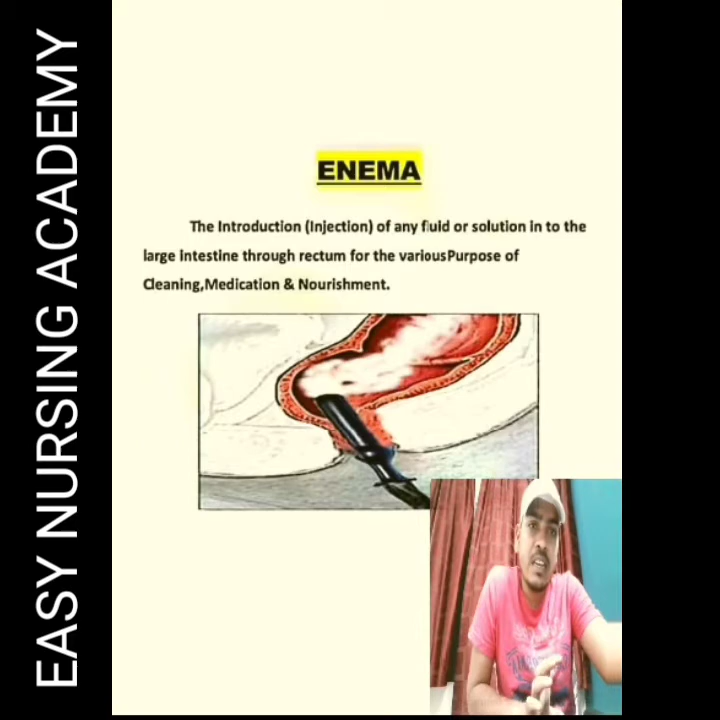 EASY NURSING ACADEMY
ENEMA
The Introduction (Injection) of any fluid or solution in to the
large intestine through rectum for the variousPurpose of
Cleaning,Medication & Nourishment.